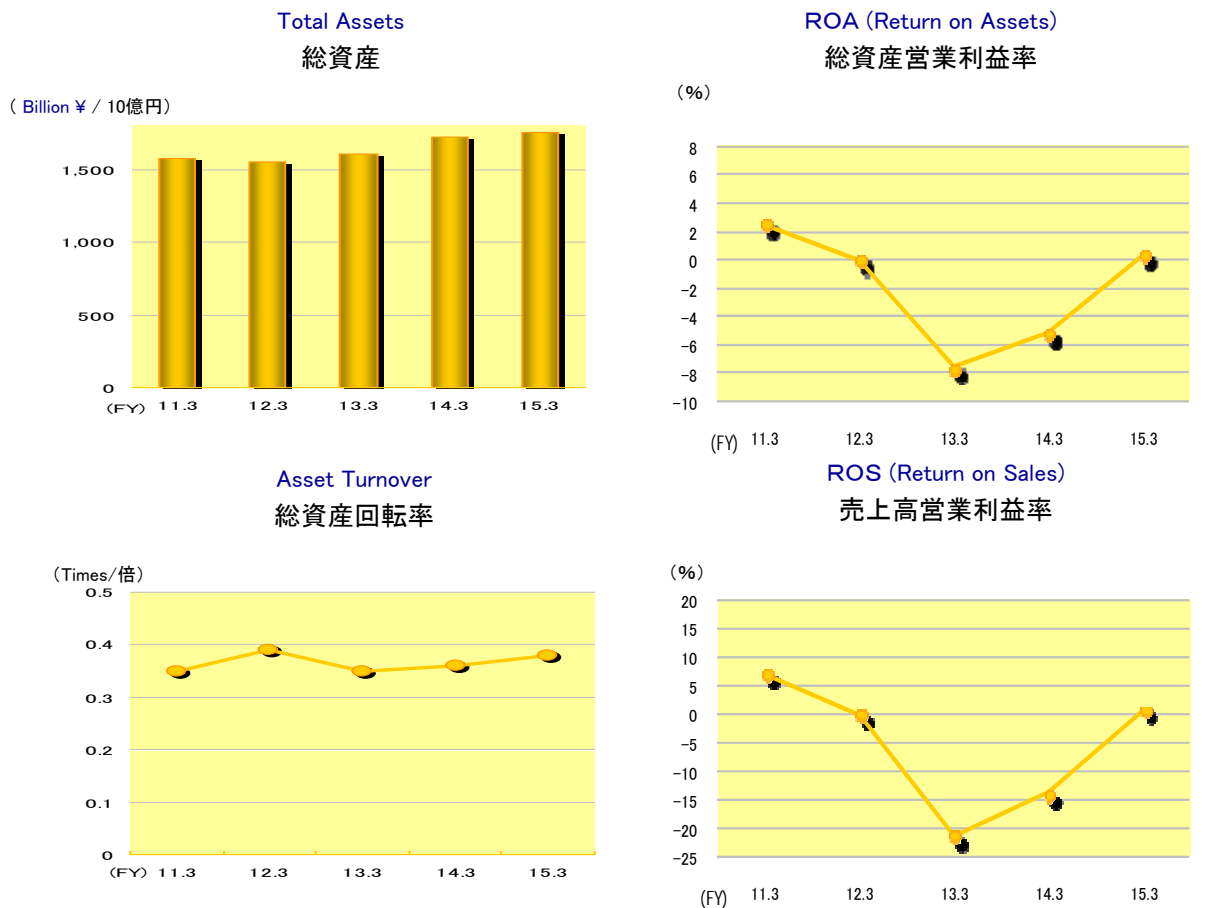 Total Assets
総資産
( Billion ¥ / 10億円)
1,500
1,000
500
0
(FY) 11.3 12.3 13.3 14.3 15.3
ROA (Return on Assets)
総資産営業利益率
(%)
8
6
4
2
0
-2
-4
-6
-8
-10
(FY) 11.3 12.3 13.3 14.3 15.3
Asset Turnover
総資産回転率
(Times/倍)
0.5
0.4
0.3
0.2
0.1
0
(FY) 11.3 12.3 13.3 14.3 15.3
ROS (Return on Sales)
売上高営業利益率
(%)
20
15
10
5
0
-5
-10
-15
-20
-25
(FY) 11.3 12.3 13.3 14.3 15.3